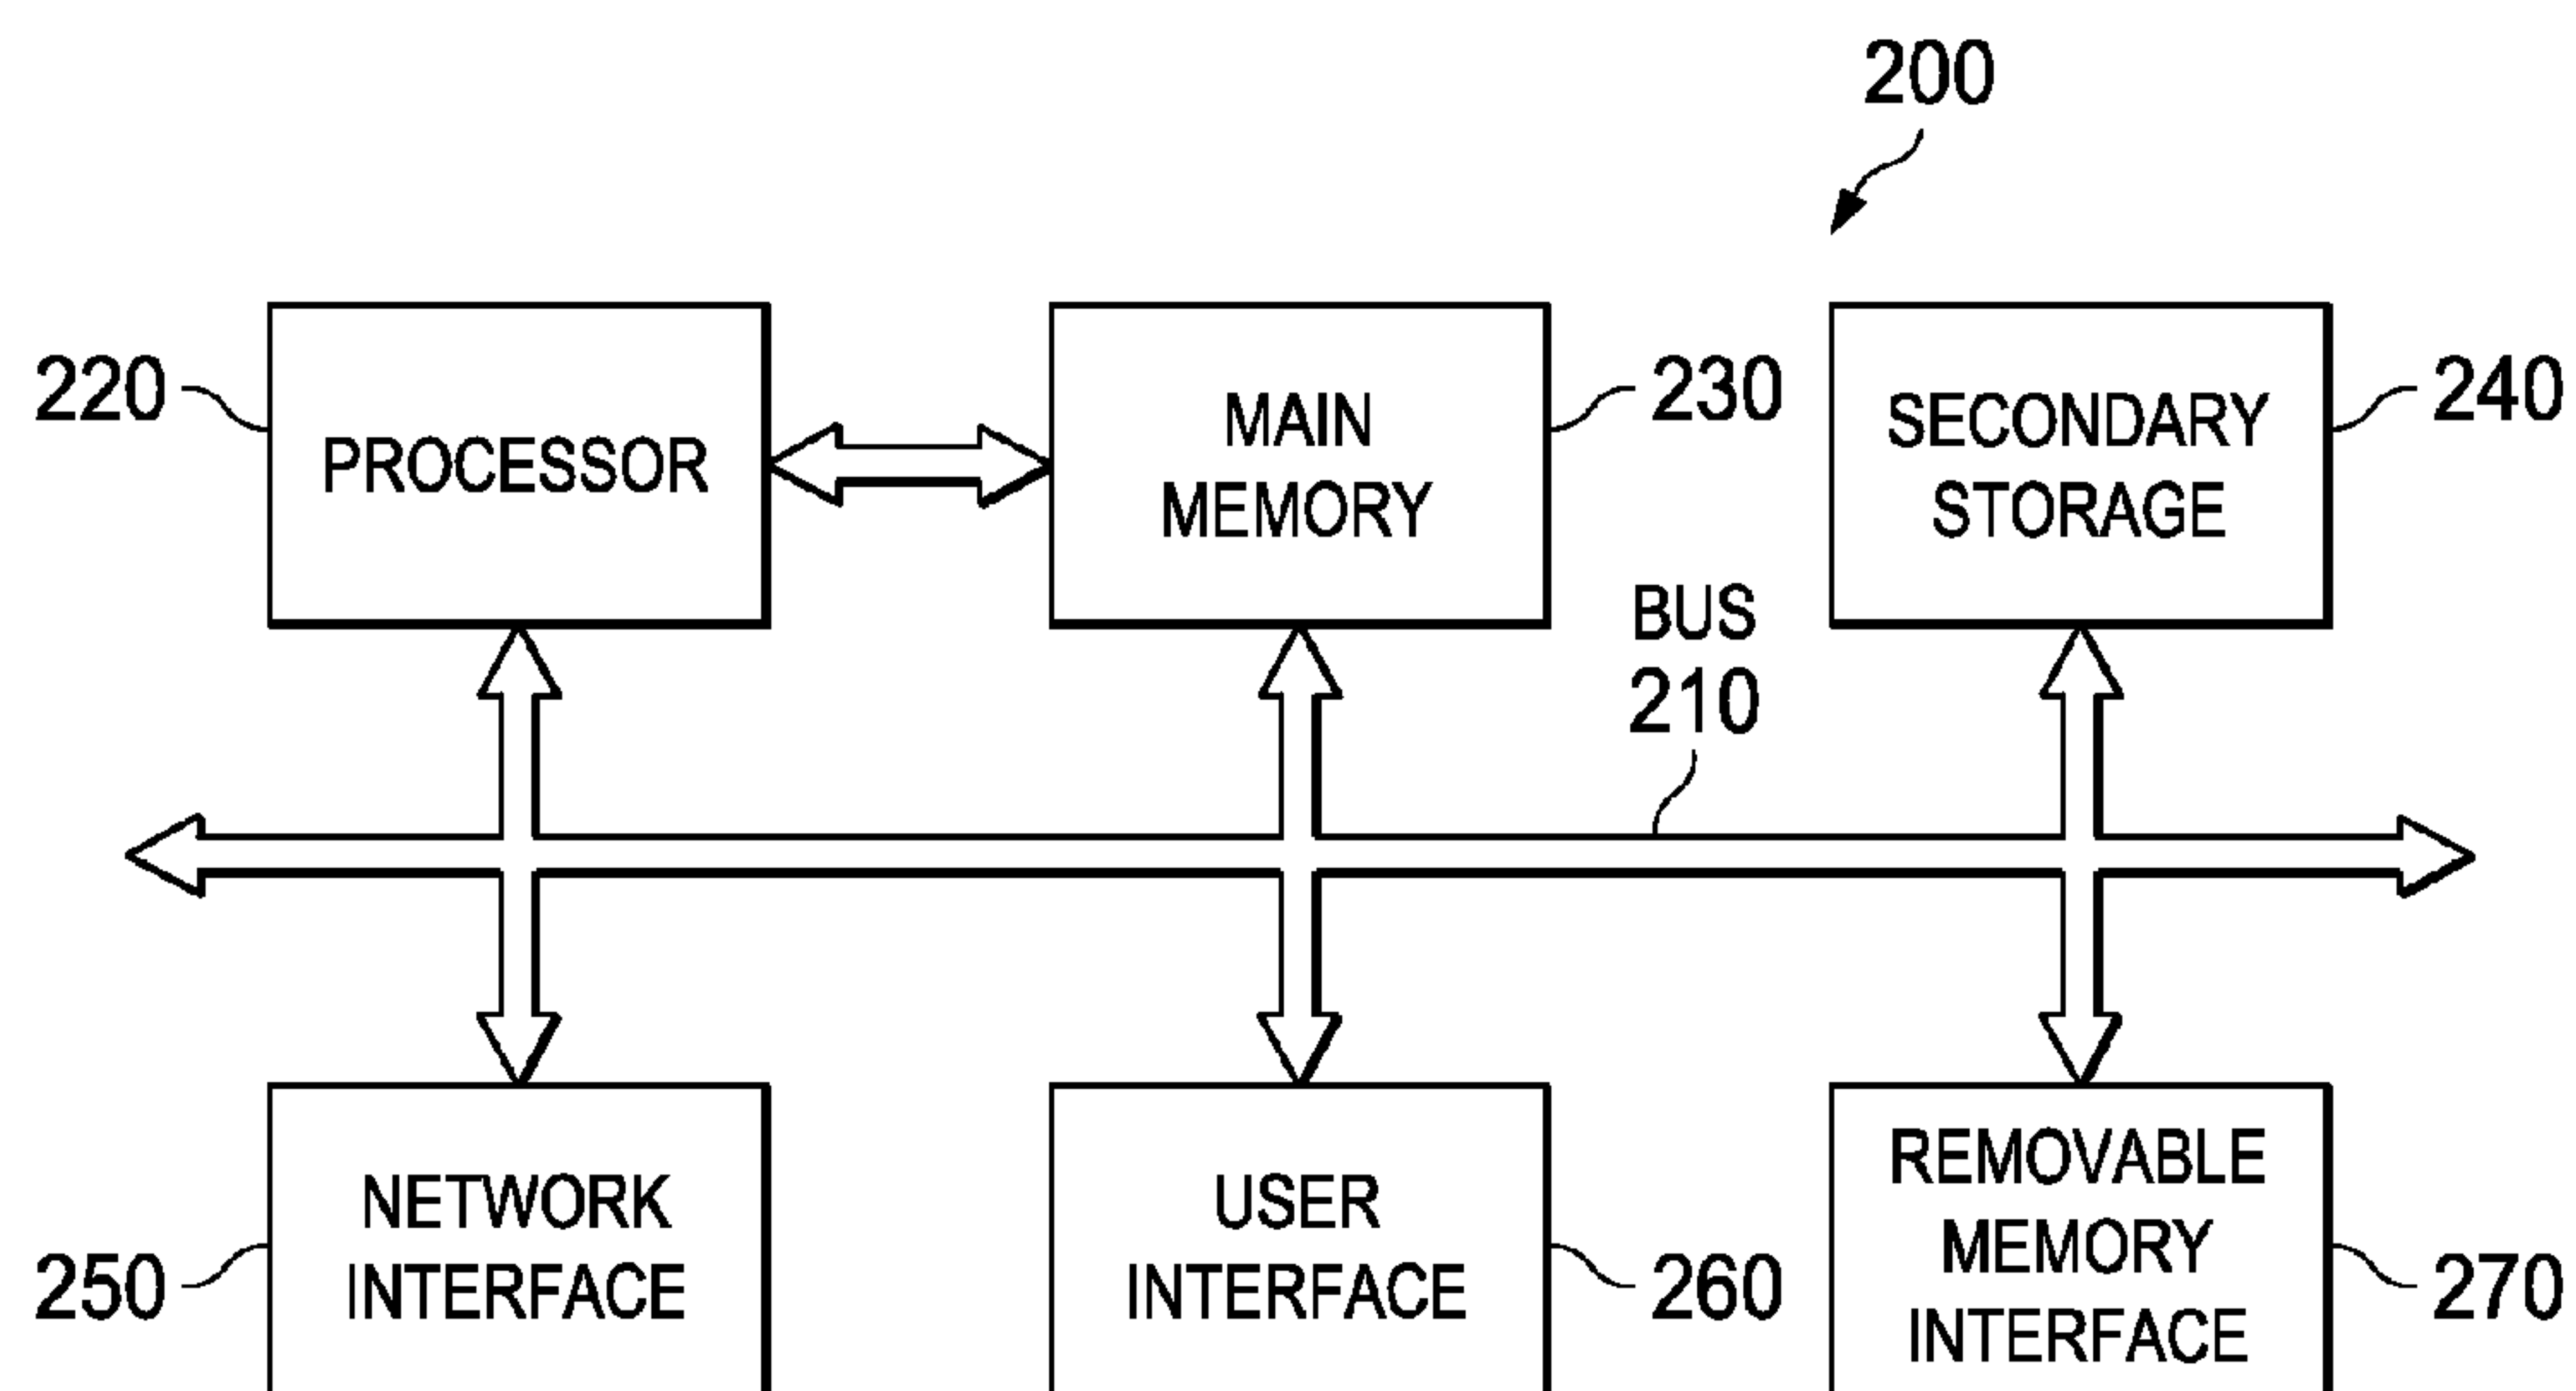 200
220
PROCESSOR
MAIN
MEMORY
230
SECONDARY
STORAGE
240
BUS
210
250
NETWORK
INTERFACE
USER
INTERFACE
260
REMOVABLE
MEMORY
INTERFACE
270